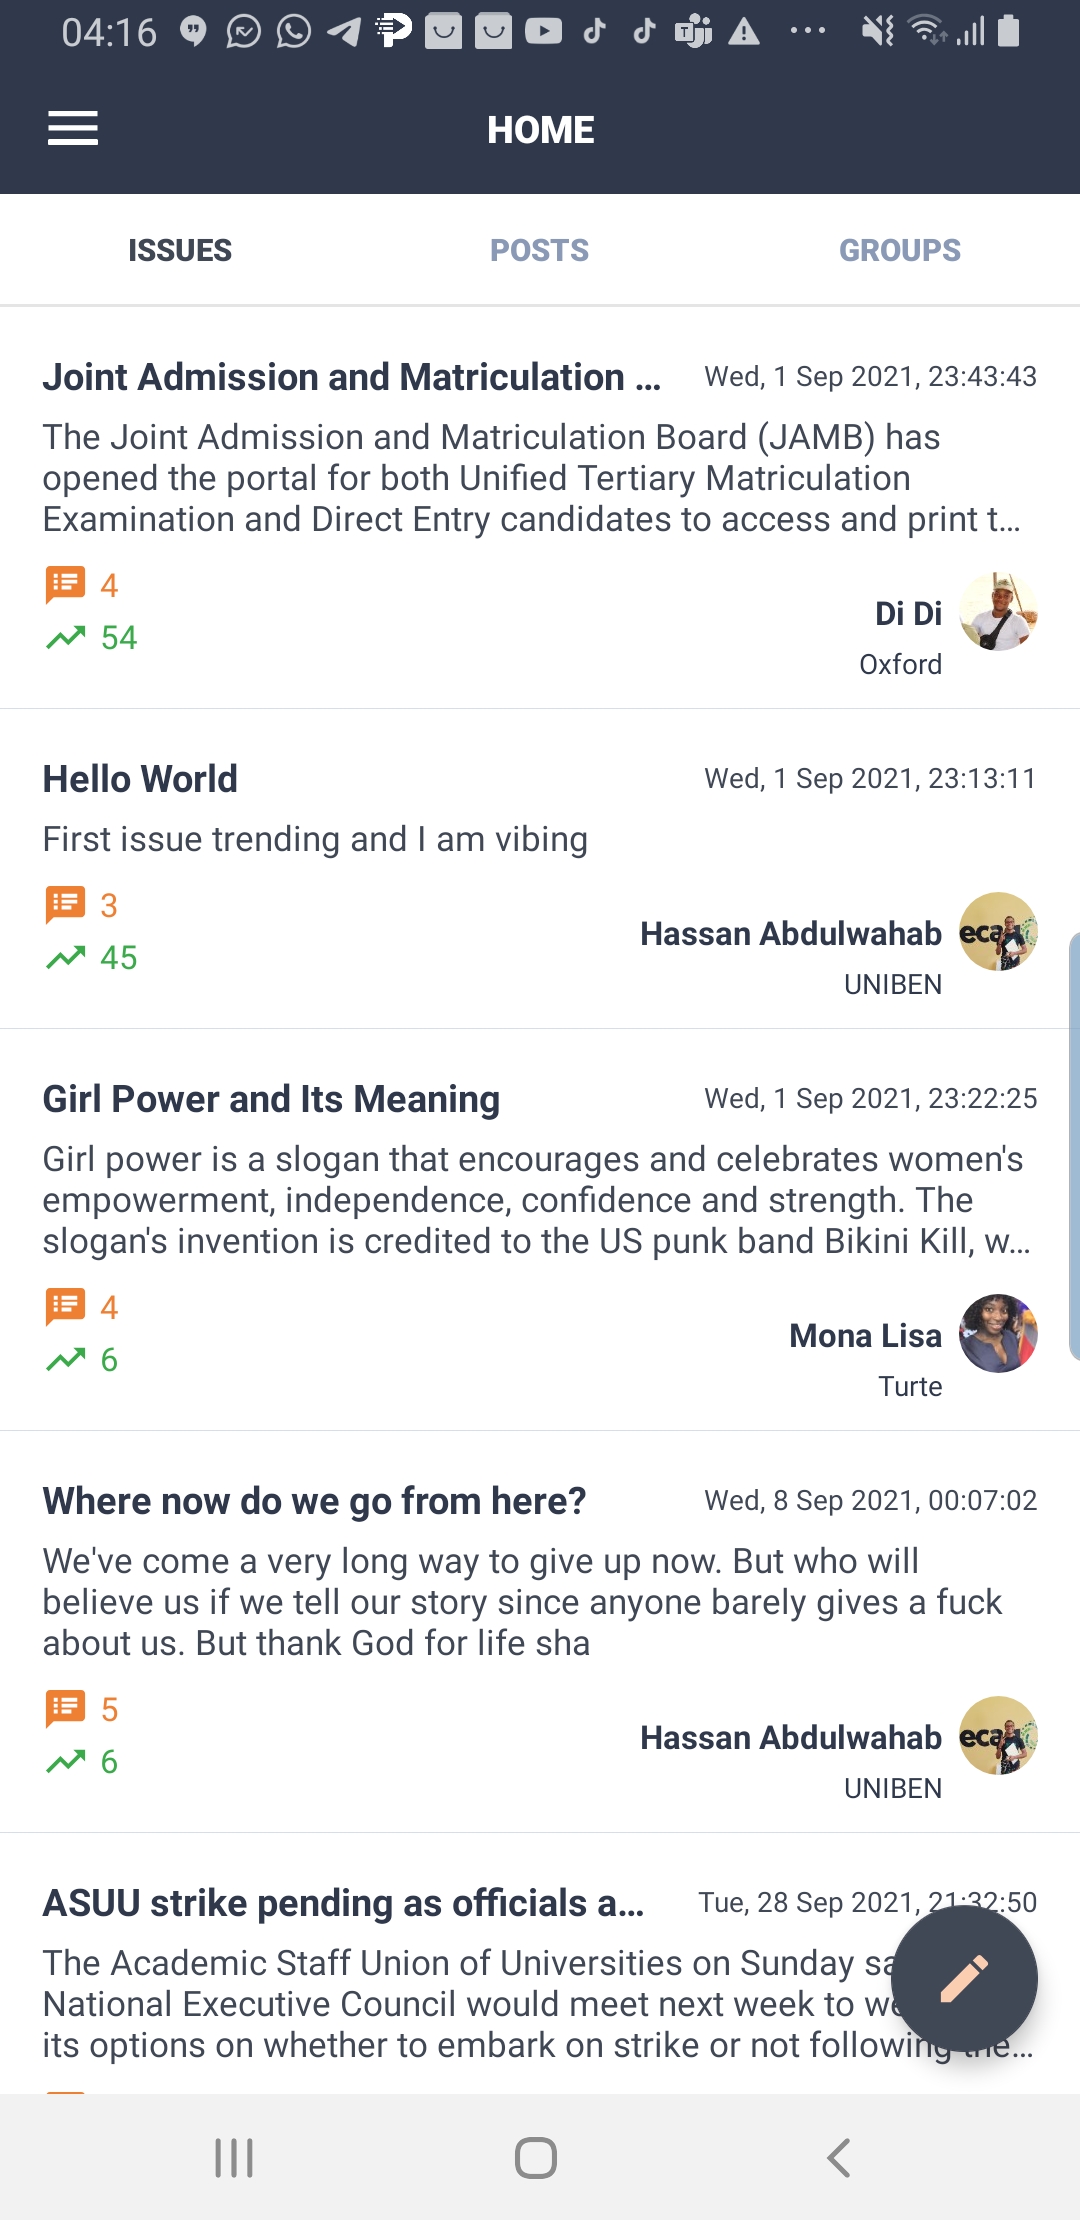 04:16
HOME
ISSUES POSTS GROUPS
Joint Admission and Matriculation ... Wed, 1 Sep 2021, 23:43:43
The Joint Admission and Matriculation Board (JAMB) has
opened the portal for both Unified Tertiary Matriculation
Examination and Direct Entry candidates to access and print t...
4
54
Di Di
Oxford
Hello World Wed, 1 Sep 2021, 23:13:11
First issue trending and I am vibing
3
45
Hassan Abdulwahab
eca
UNIBEN
Girl Power and Its Meaning Wed, 1 Sep 2021, 23:22:25
Girl power is a slogan that encourages and celebrates women's
empowerment, independence, confidence and strength. The
slogan's invention is credited to the US punk band Bikini Kill, w...
4
6
Mona Lisa
Turte
Where now do we go from here? Wed, 8 Sep 2021, 00:07:02
We've come a very long way to give up now. But who will
believe us if we tell our story since anyone barely gives a fuck
about us. But thank God for life sha
5
6
Hassan Abdulwahab
eca
UNIBEN
ASUU strike pending as officials a... Tue, 28 Sep 2021, 21:32:50
The Academic Staff Union of Universities on Sunday
National Executive Council would meet next week to
its options on whether to embark on strike or not following the...